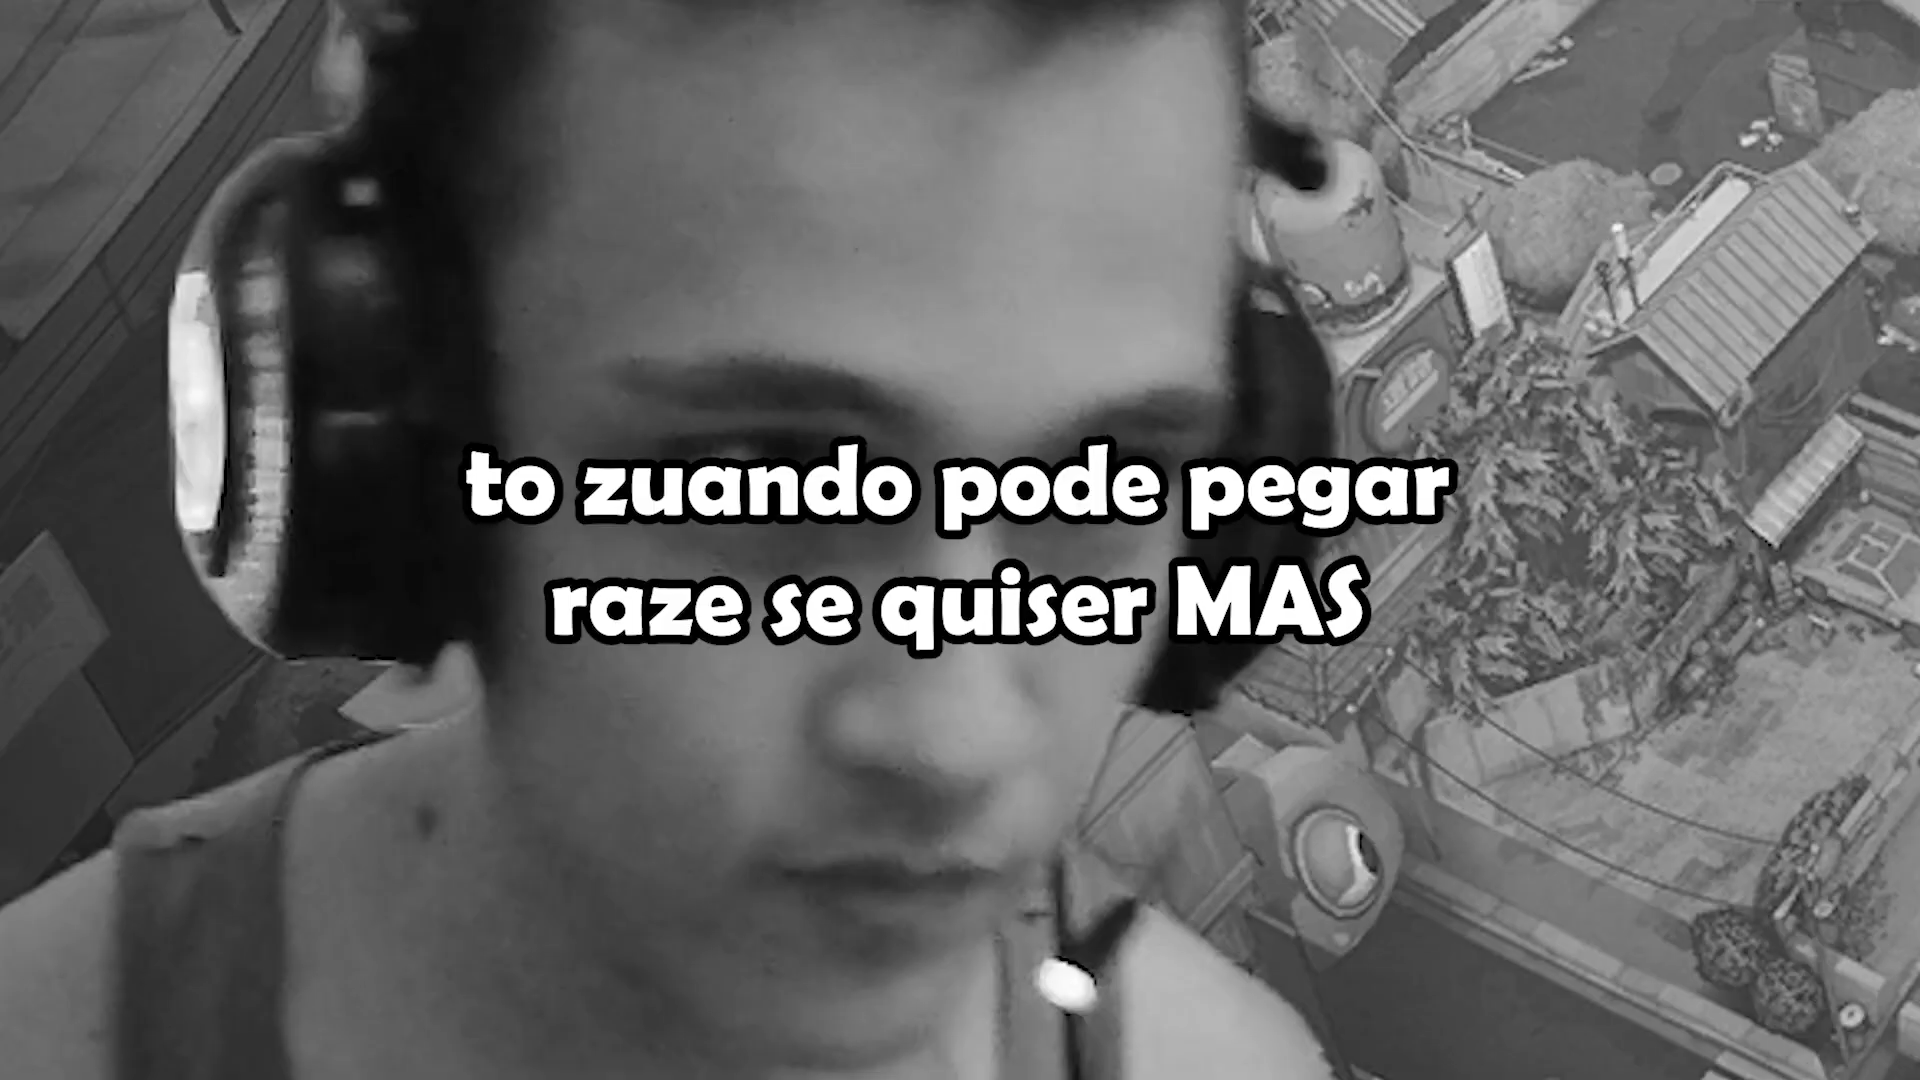 to zuando pode pegar
raze se quiser MAS